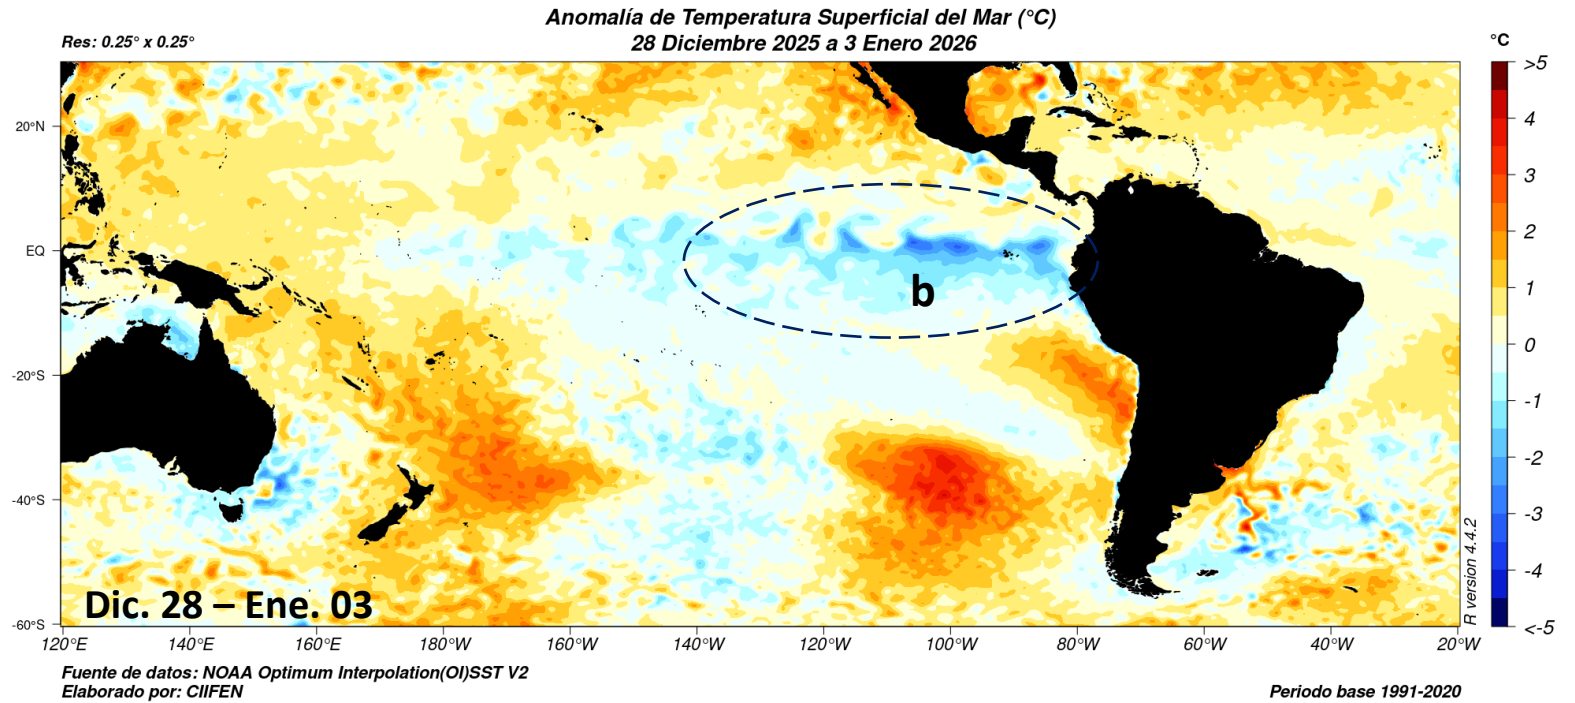 Anomalía de Temperatura Superficial del Mar (°C)
28 Diciembre 2025 a 3 Enero 2026
Res: 0.25° x 0.25°
°C
>5
4
3
2
1
0
-1
-2
-3
-4
<-5
20°N
EQ
-20°S
-40°S
-60°S
b
Dic. 28 – Ene. 03
R version 4.4.2
120°E 140°E 160°E 180°W 160°W 140°W 120°W 100°W 80°W 60°W 40°W 20°W
Fuente de datos: NOAA Optimum Interpolation(OI)SST V2
Elaborado por: CIIFEN
Periodo base 1991-2020